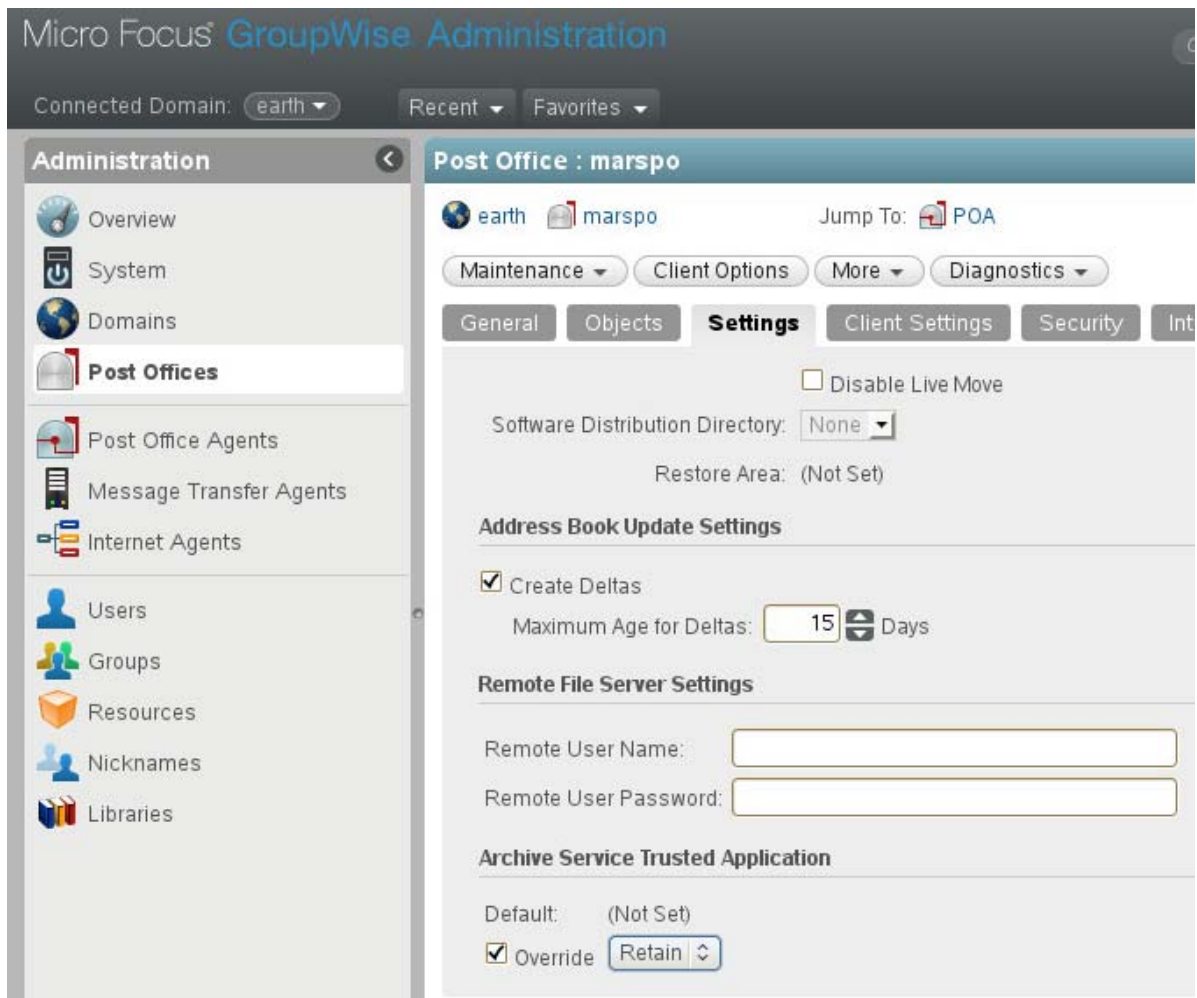 Micro Focus GroupWise Administration
Connected Domain: earth
Recent
Favorites
Administration
Overview
System
Domains
Post Offices
Post Office Agents
Message Transfer Agents
Internet Agents
Users
Groups
Resources
Nicknames
Libraries
Post Office : marspo
earth marspo Jump To: POA
Maintenance Client Options More Diagnostics
General Objects Settings Client Settings Security Int
Disable Live Move
Software Distribution Directory: None
Restore Area: (Not Set)
Address Book Update Settings
Create Deltas
Maximum Age for Deltas: 15 Days
Remote File Server Settings
Remote User Name:
Remote User Password:
Archive Service Trusted Application
Default: (Not Set)
Override Retain